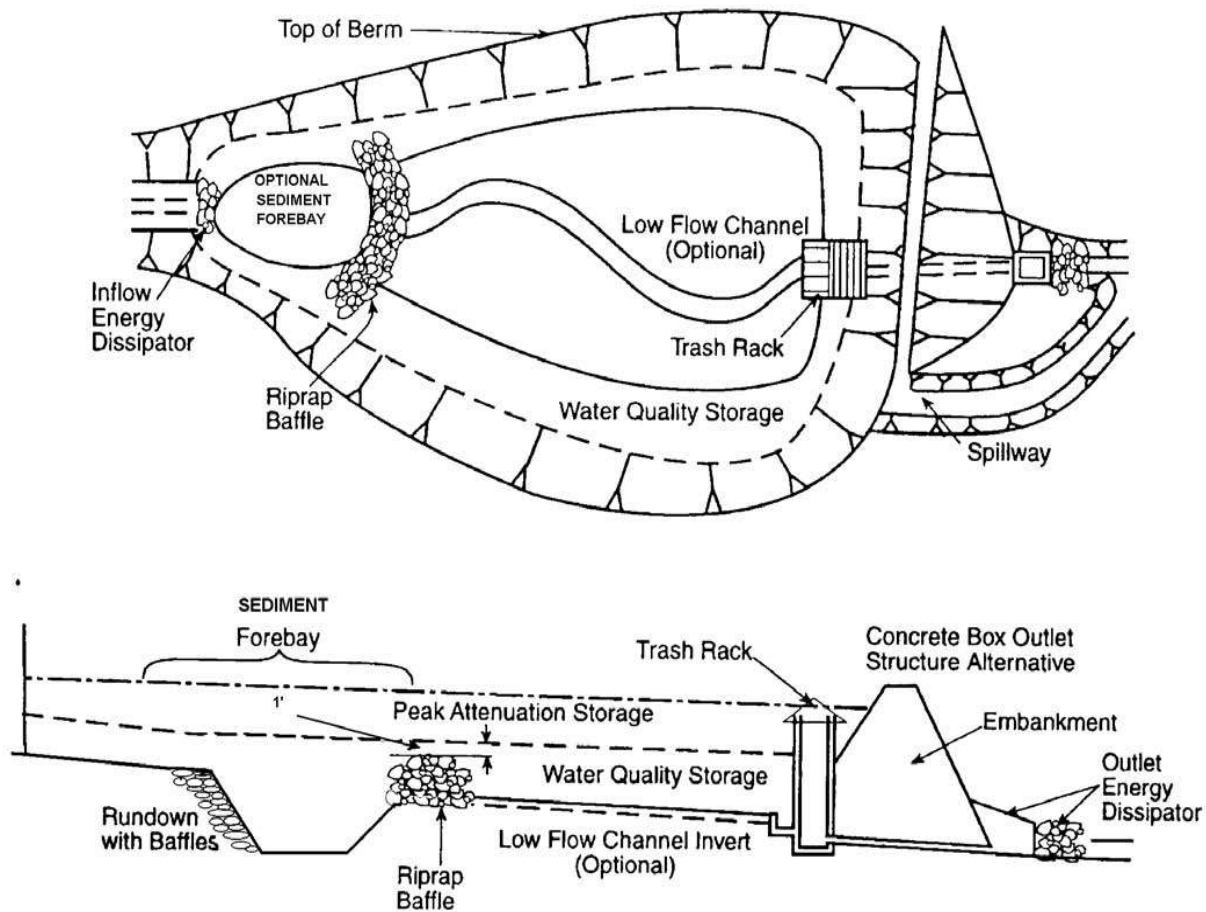 Top of Berm
OPTIONAL
SEDIMENT
FOREBAY
Low Flow Channel
(Optional)
Inflow
Energy
Dissipator
Trash Rack
Riprap
Baffle
Water Quality Storage
Spillway
SEDIMENT
Forebay
Trash Rack
Concrete Box Outlet
Structure Alternative
1'
Peak Attenuation Storage
Embankment
Water Quality Storage
Outlet
Energy
Dissipator
Rundown
with Baffles
Low Flow Channel Invert
(Optional)
Riprap
Baffle